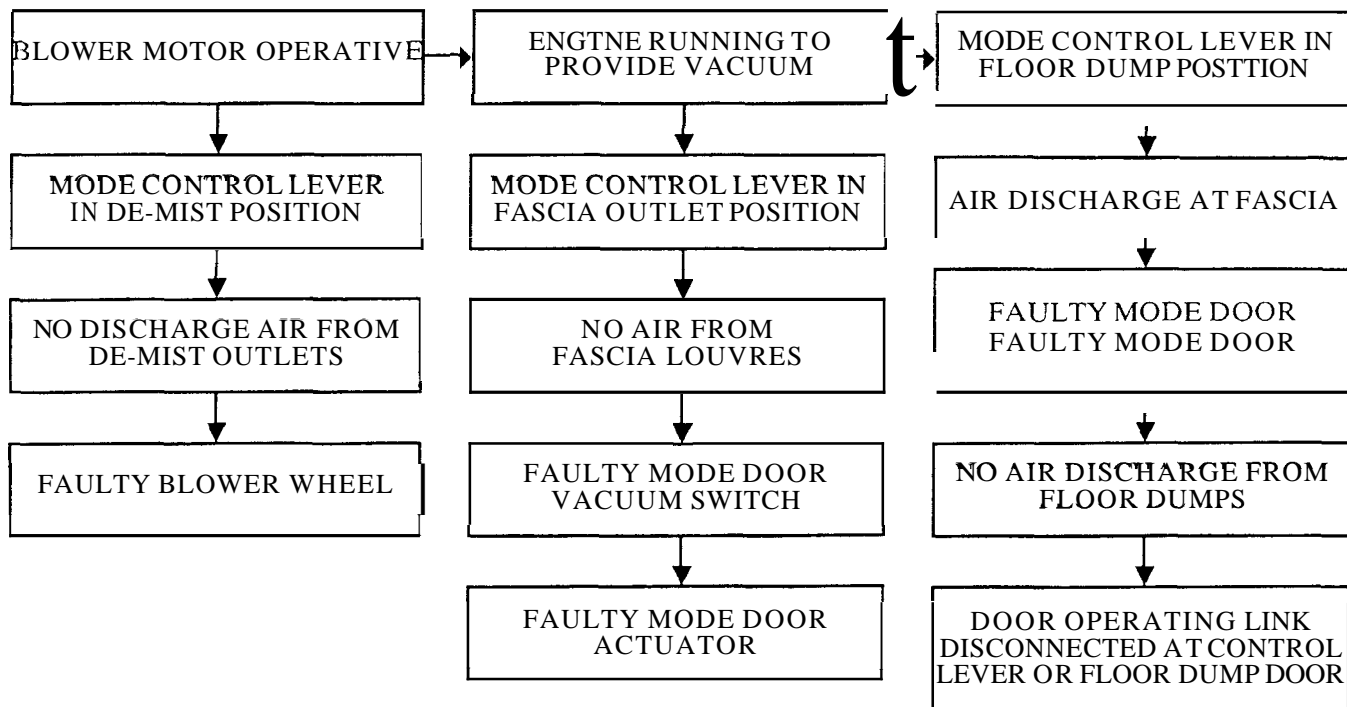 BLOWER MOTOR OPERATIVE
ENGTNE RUNNING TO
PROVIDE VACUUM
t
MODE CONTROL LEVER IN
FLOOR DUMP POSTTION
MODE CONTROL LEVER
IN DE-MIST POSITION
MODE CONTROL LEVER IN
FASCIA OUTLET POSITION
AIR DISCHARGE AT FASCIA
NO DISCHARGE AIR FROM
DE-MIST OUTLETS
NO AIR FROM
FASCIA LOUVRES
FAULTY MODE DOOR
FAULTY MODE DOOR
FAULTY BLOWER WHEEL
FAULTY MODE DOOR
VACUUM SWITCH
NO AIR DISCHARGE FROM
FLOOR DUMPS
FAULTY MODE DOOR
ACTUATOR
DOOR OPERATING LINK
DISCONNECTED AT CONTROL
LEVER OR FLOOR DUMP DOOR